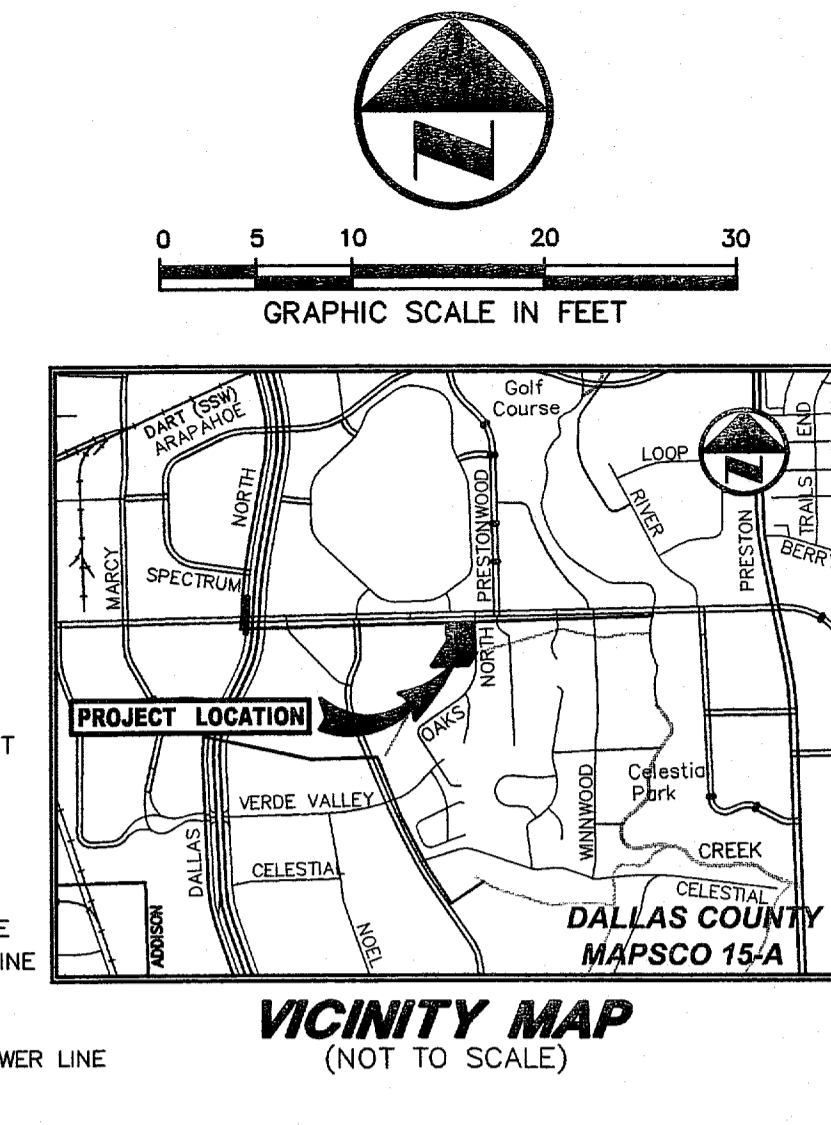 N
0 5 10 20 30
GRAPHIC SCALE IN FEET
Golf
Course
DART (SSW)
ARAPAHOE
NORTH
MARCY
SPECTRUM
PRESTONWOOD
LOOP
RIVER
N
END
TRAILS
PRESTON
BERRY
NORTH
PROJECT LOCATION
OAKS
T
VERDE VALLEY
WINNWOOD
Celestia
Park
DALLAS
CELESTIAL
CREEK
CELESTIAL
NOEL
ADDISON
DALLAS COUNTY
MAPSCO 15-A
E
INE
VICINITY MAP
(NOT TO SCALE)
WER LINE